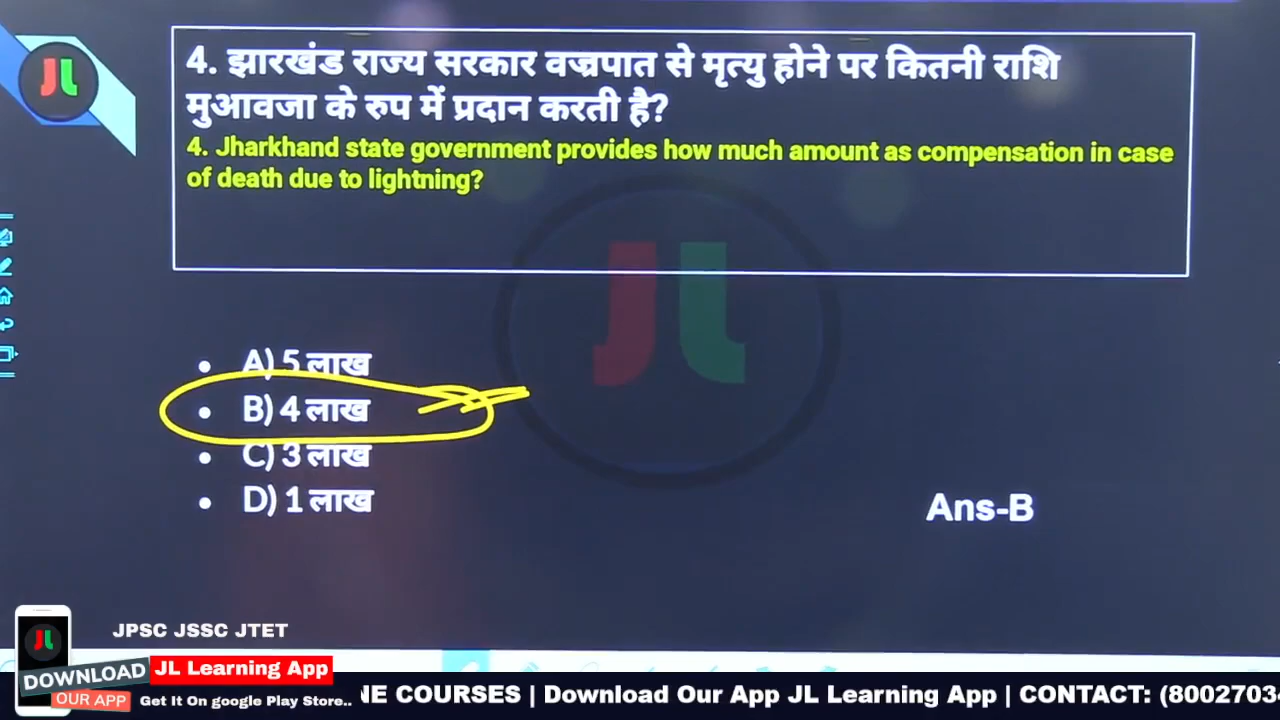 JL
4. झारखंड राज्य सरकार वज्रपात से मृत्यु होने पर कितनी राशि
मुआवजा के रुप में प्रदान करती है?
4. Jharkhand state government provides how much amount as compensation in case
of death due to lightning?
JL
• A) 5 लाख
• B) 4 लाख
• C) 3 लाख
• D) 1 लाख
Ans-B
JPSC JSSC JTET
JL
DOWNLOAD
OUR APP
JL Learning App
Get It On google Play Store..
NE COURSES | Download Our App JL Learning App | CONTACT: (8002703